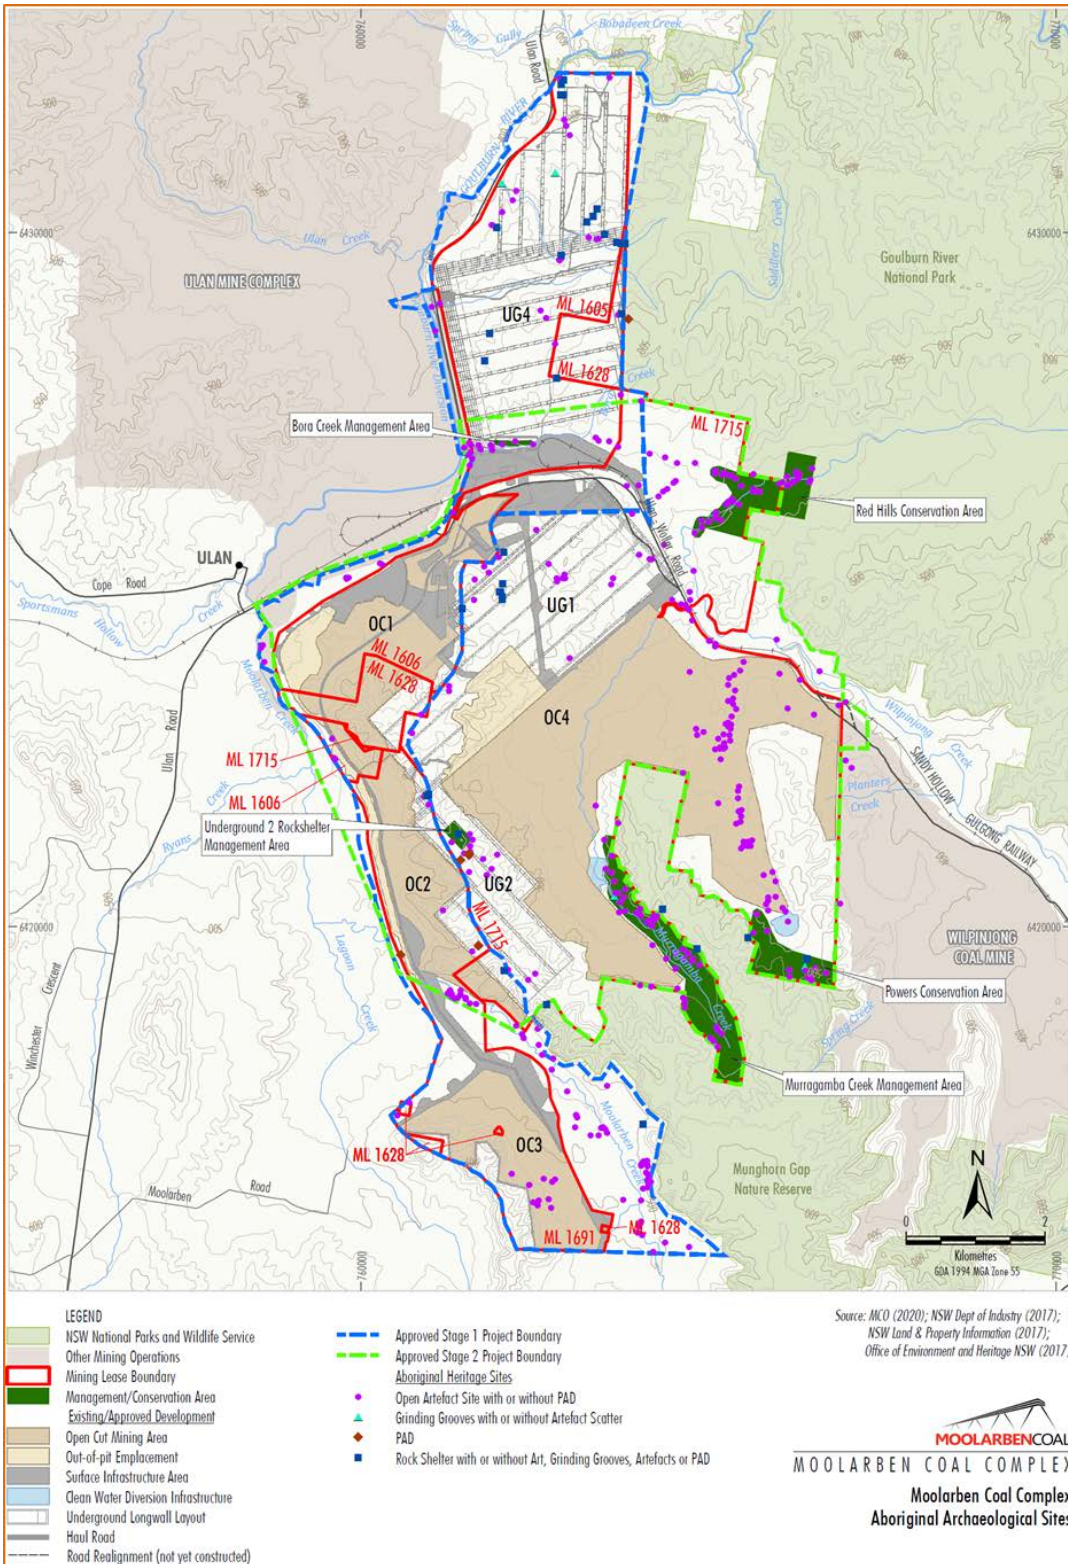 760000
770000
Spring Gully
Bobadeen Creek
Ulan Road
GOULBURN RIVER
Ulan Creek
Saddlers Creek
6430000
6430000
Goulburn River
National Park
ULAN MINE COMPLEX
UG4
ML 1605
ML 1628
Creek
Bora Creek Management Area
ML 1715
Red Hills Conservation Area
ULAN
Cope Road
Sportsmans Hollow Creek
Ulan - Wollar Road
UG1
OC1
ML 1606
ML 1628
Moolarben Creek
OC4
Wilpinjong Creek
ML 1715
Ulan Road
ML 1606
Ryans Creek
SANDY HOLLOW GULGONG RAILWAY
Planters Creek
Underground 2 Rockshelter
Management Area
OC2
UG2
ML 1715
6420000
6420000
Murragamba Creek
WILPINJONG
COAL MINE
Lagoon Creek
Winchester Crescent
Powers Conservation Area
Spring Creek
Murragamba Creek Management Area
Moolarben Creek
OC3
ML 1628
Moolarben Road
Munghorn Gap
Nature Reserve
ML 1691
ML 1628
N
0 2
Kilometres
GDA 1994 MGA Zone 55
760000
770000
LEGEND
NSW National Parks and Wildlife Service
Other Mining Operations
Mining Lease Boundary
Management/Conservation Area
Existing/Approved Development
Open Cut Mining Area
Out-of-pit Emplacement
Surface Infrastructure Area
Clean Water Diversion Infrastructure
Underground Longwall Layout
Haul Road
Road Realignment (not yet constructed)
Approved Stage 1 Project Boundary
Approved Stage 2 Project Boundary
Aboriginal Heritage Sites
Open Artefact Site with or without PAD
Grinding Grooves with or without Artefact Scatter
PAD
Rock Shelter with or without Art, Grinding Grooves, Artefacts or PAD
Source: MCO (2020); NSW Dept of Industry (2017);
NSW Land & Property Information (2017);
Office of Environment and Heritage NSW (2017)
MOOLARBENCOAL
MOOLARBEN COAL COMPLEX
Moolarben Coal Complex
Aboriginal Archaeological Sites